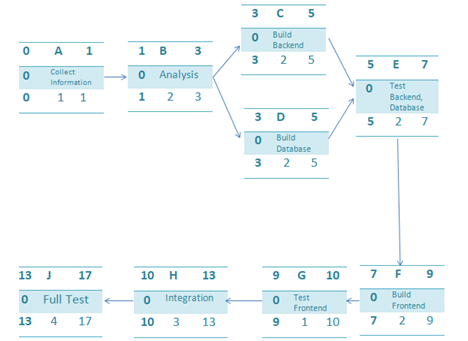 0 A 1
0 Collect
Information
0 1 1
1 B 3
0 Analysis
1 2 3
3 C 5
0 Build
Backend
3 2 5
3 D 5
0 Build
Database
3 2 5
5 E 7
0 Test
Backend,
Database
5 2 7
7 F 9
0 Build
Frontend
7 2 9
9 G 10
0 Test
Frontend
9 1 10
10 H 13
0 Integration
10 3 13
13 J 17
0 Full Test
13 4 17